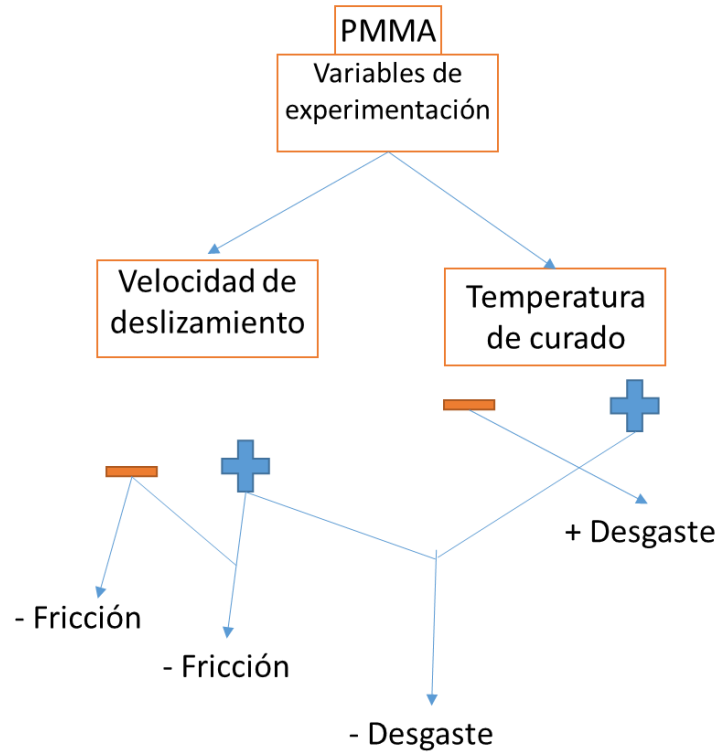 PMMA
Variables de
experimentación
Velocidad de
deslizamiento
Temperatura
de curado
+ Desgaste
- Fricción
- Fricción
- Desgaste